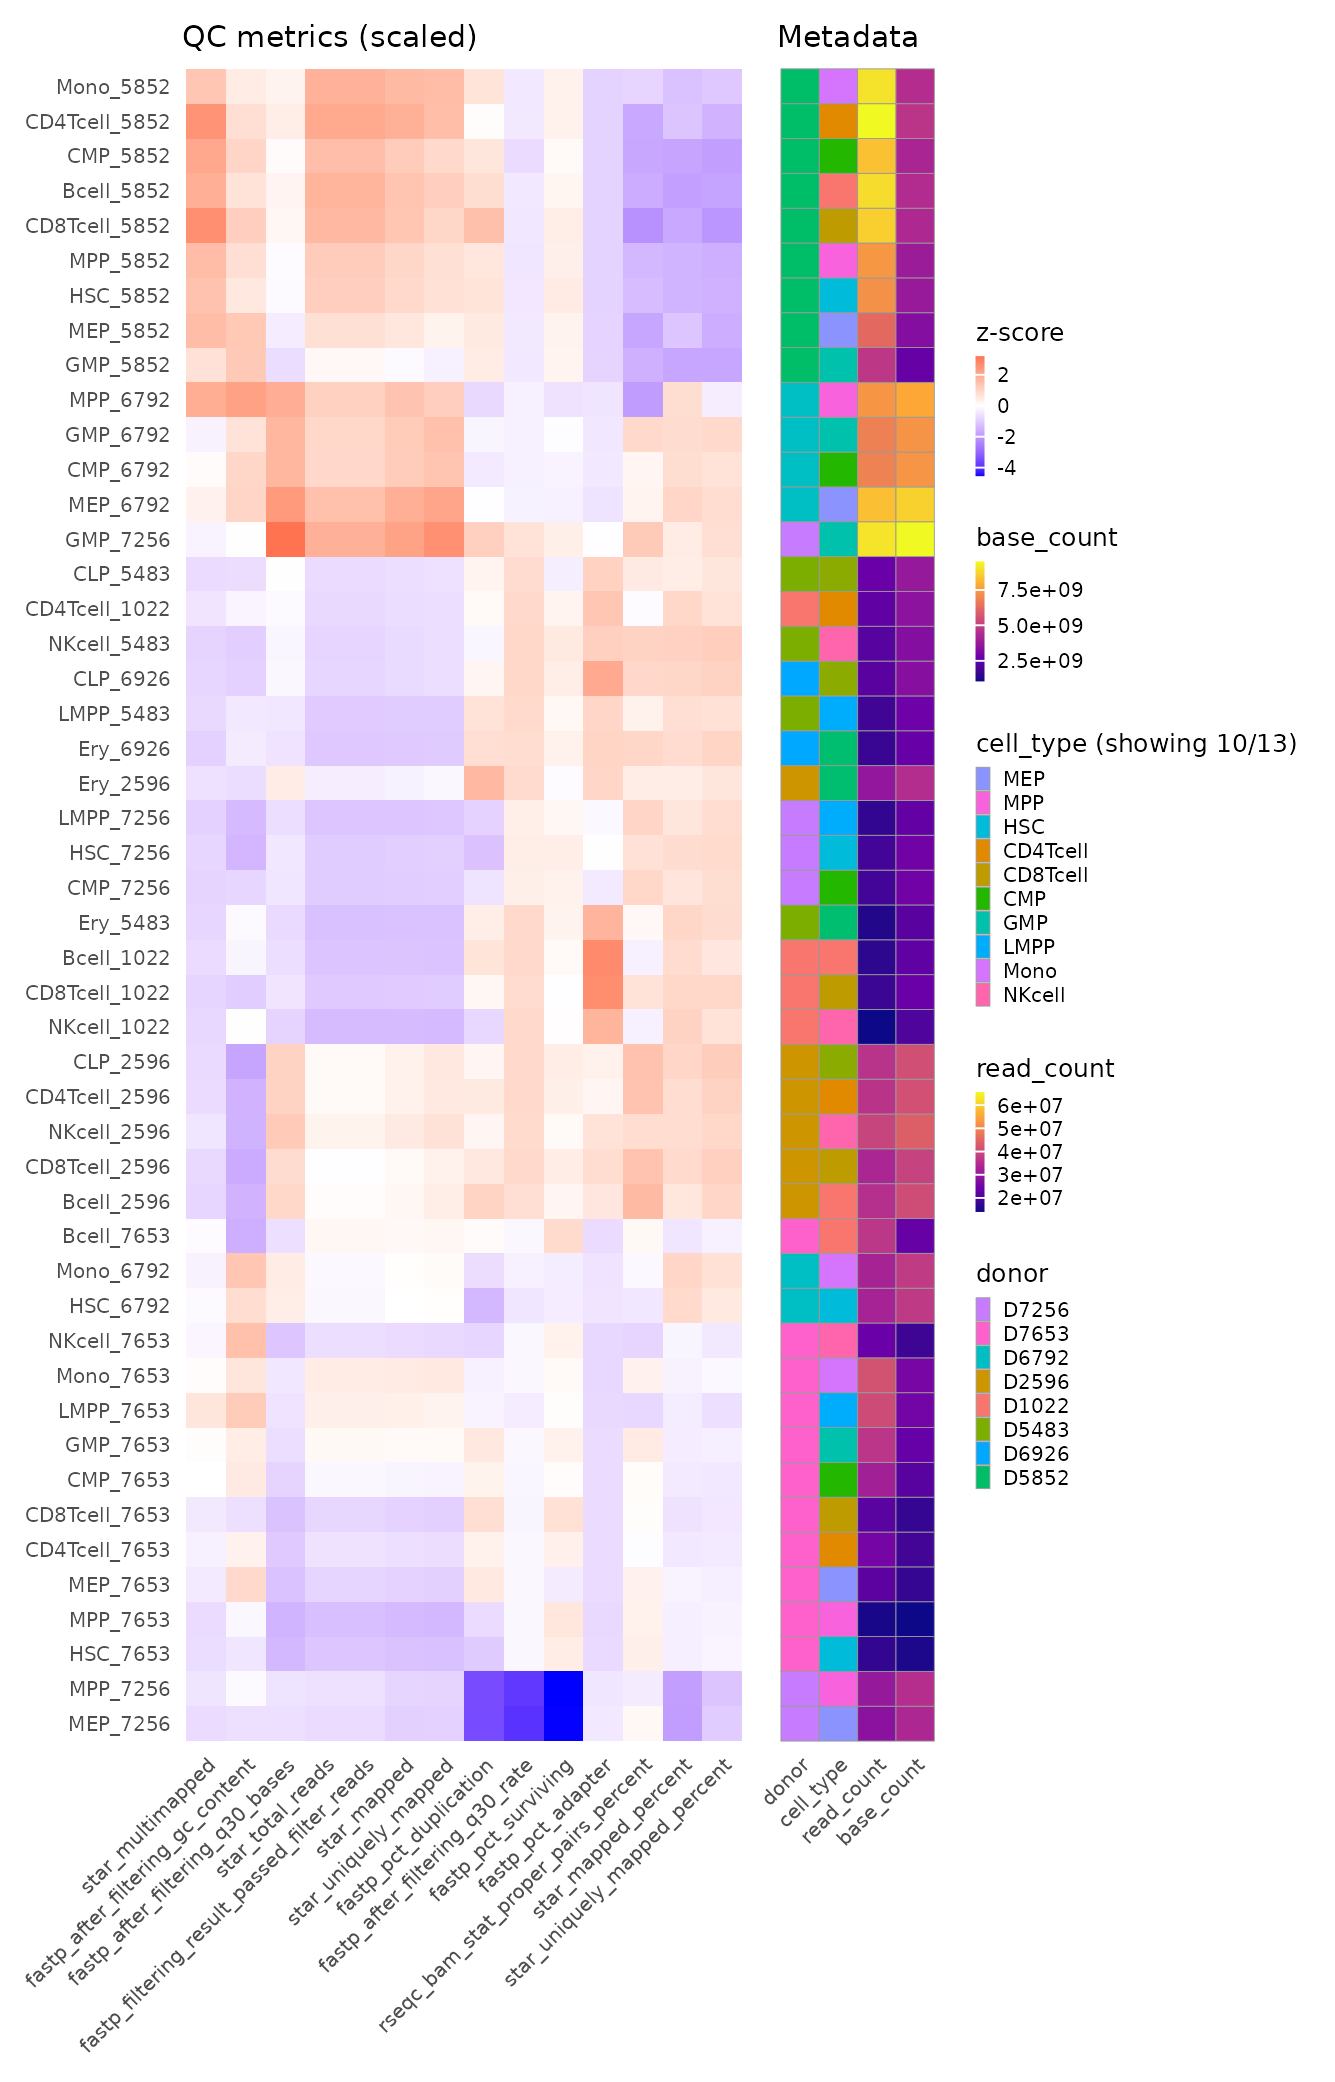 QC metrics (scaled)
Metadata
Mono_5852
CD4Tcell_5852
CMP_5852
Bcell_5852
CD8Tcell_5852
MPP_5852
HSC_5852
MEP_5852
GMP_5852
MPP_6792
GMP_6792
CMP_6792
MEP_6792
GMP_7256
CLP_5483
CD4Tcell_1022
NKcell_5483
CLP_6926
LMPP_5483
Ery_6926
Ery_2596
LMPP_7256
HSC_7256
CMP_7256
Ery_5483
Bcell_1022
CD8Tcell_1022
NKcell_1022
CLP_2596
CD4Tcell_2596
NKcell_2596
CD8Tcell_2596
Bcell_2596
Bcell_7653
Mono_6792
HSC_6792
NKcell_7653
Mono_7653
LMPP_7653
GMP_7653
CMP_7653
CD8Tcell_7653
CD4Tcell_7653
MEP_7653
MPP_7653
HSC_7653
MPP_7256
MEP_7256
star_multimapped
fastp_after_filtering_gc_content
fastp_after_filtering_q30_bases
star_total_reads
fastp_filtering_result_passed_filter_reads
star_mapped
star_uniquely_mapped
fastp_pct_duplication
fastp_after_filtering_q30_rate
fastp_pct_surviving
fastp_pct_adapter
rseqc_bam_stat_proper_pairs_percent
star_mapped_percent
star_uniquely_mapped_percent
donor
cell_type
read_count
base_count
z-score
2
0
-2
-4
base_count
7.5e+09
5.0e+09
2.5e+09
cell_type (showing 10/13)
MEP
MPP
HSC
CD4Tcell
CD8Tcell
CMP
GMP
LMPP
Mono
NKcell
read_count
6e+07
5e+07
4e+07
3e+07
2e+07
donor
D7256
D7653
D6792
D2596
D1022
D5483
D6926
D5852